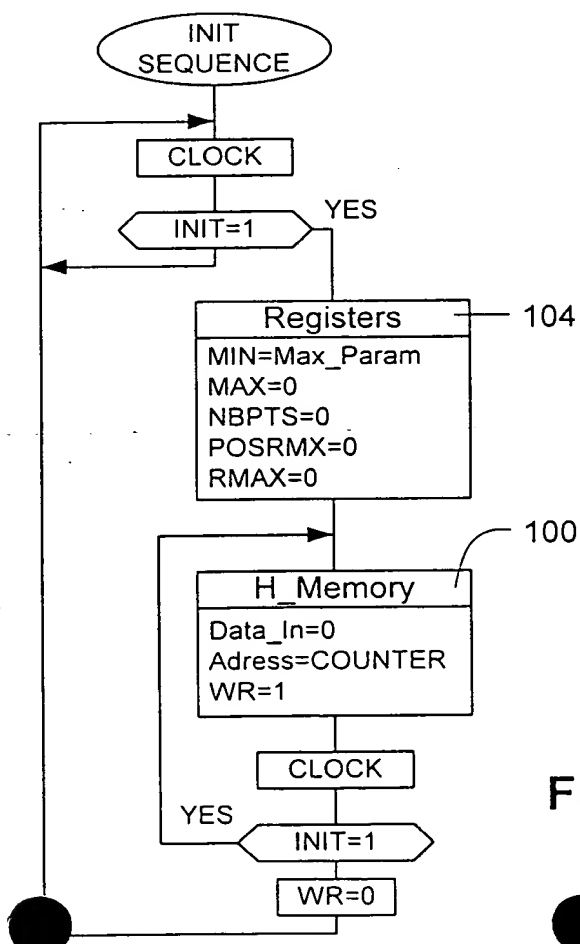 INIT
SEQUENCE
CLOCK
INIT=1
YES
Registers
104
MIN=Max_Param
MAX=0
NBPTS=0
POSRMX=0
RMAX=0
100
H_Memory
Data_In=0
Adress=COUNTER
WR=1
CLOCK
YES
INIT=1
WR=0
F